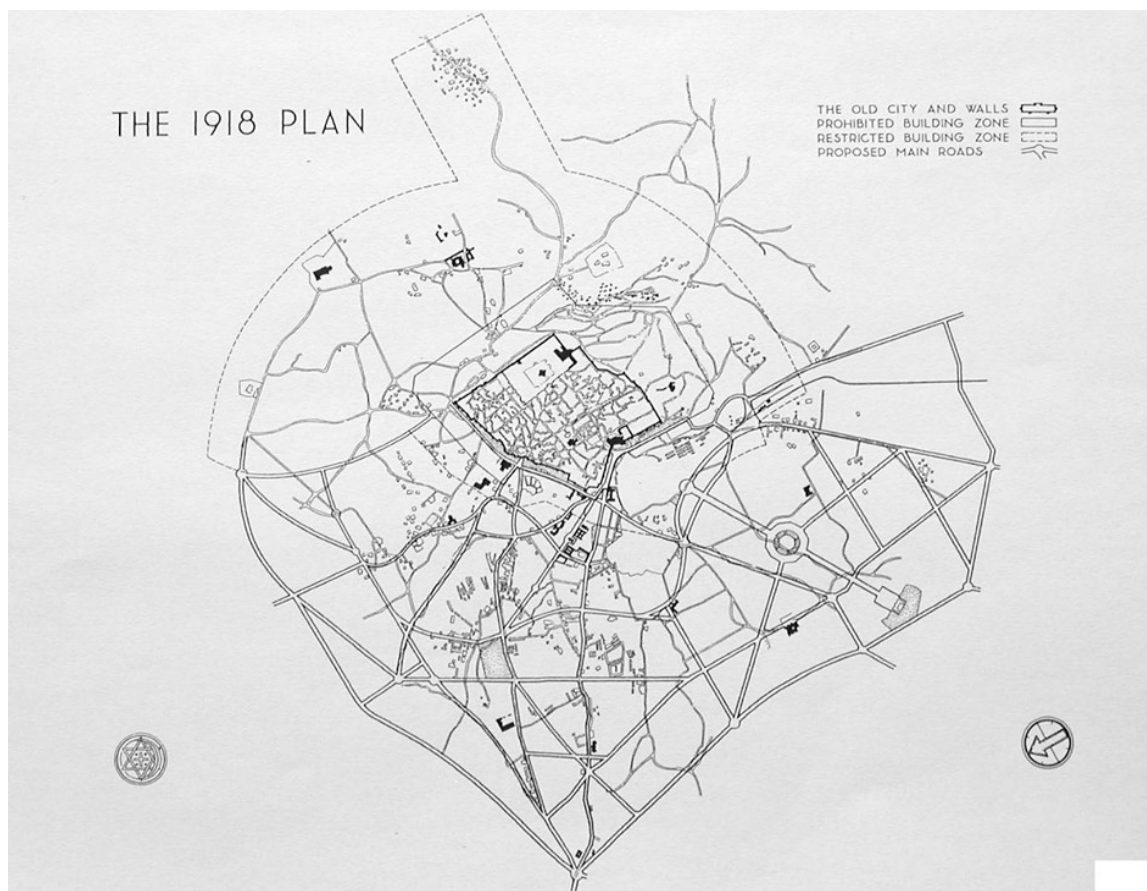 THE 1918 PLAN
THE OLD CITY AND WALLS
PROHIBITED BUILDING ZONE
RESTRICTED BUILDING ZONE
PROPOSED MAIN ROADS